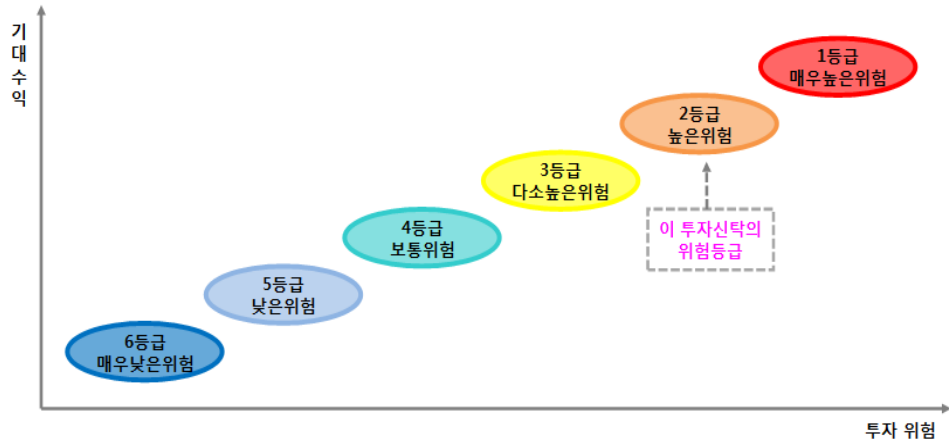 기대수익
1등급
매우높은위험
2등급
높은위험
3등급
다소높은위험
이 투자신탁의
위험등급
4등급
보통위험
5등급
낮은위험
6등급
매우낮은위험
투자 위험